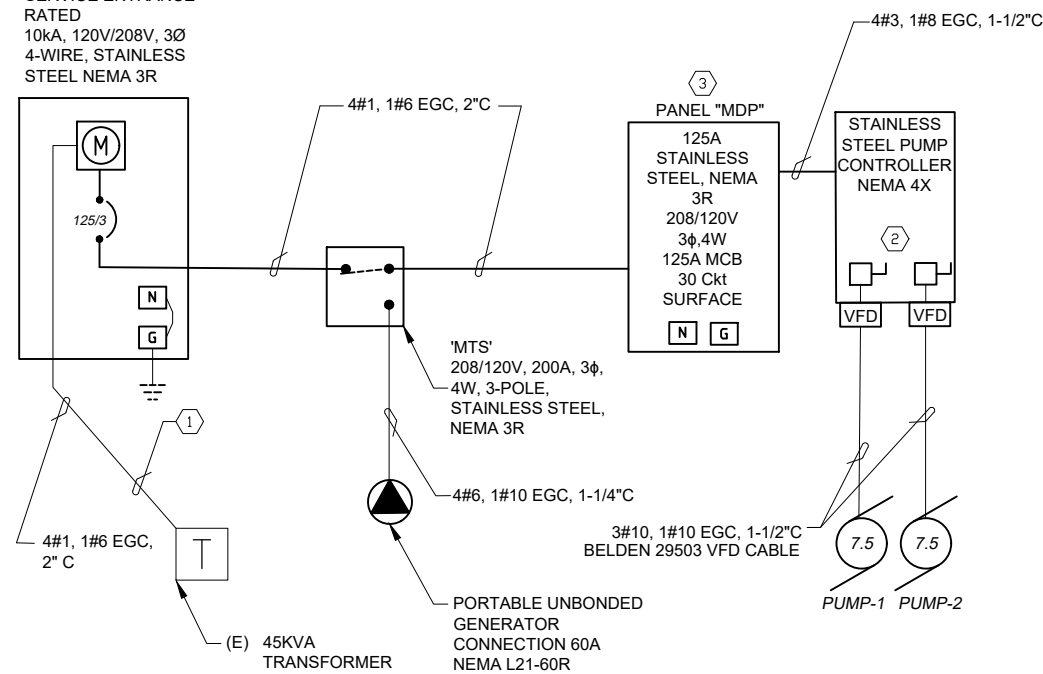 RATED
10kA, 120V/208V, 3Ø
4-WIRE, STAINLESS
STEEL NEMA 3R
M
125/3
N
G
4#1, 1#6 EGC,
2" C
1
T
(E) 45KVA
TRANSFORMER
4#1, 1#6 EGC, 2"C
'MTS'
208/120V, 200A, 3ϕ,
4W, 3-POLE,
STAINLESS STEEL,
NEMA 3R
4#6, 1#10 EGC, 1-1/4"C
PORTABLE UNBONDED
GENERATOR
CONNECTION 60A
NEMA L21-60R
3
PANEL "MDP"
125A
STAINLESS
STEEL, NEMA
3R
208/120V
3ϕ,4W
125A MCB
30 Ckt
SURFACE
N G
4#3, 1#8 EGC, 1-1/2"C
STAINLESS
STEEL PUMP
CONTROLLER
NEMA 4X
2
VFD VFD
3#10, 1#10 EGC, 1-1/2"C
BELDEN 29503 VFD CABLE
7.5 7.5
PUMP-1 PUMP-2